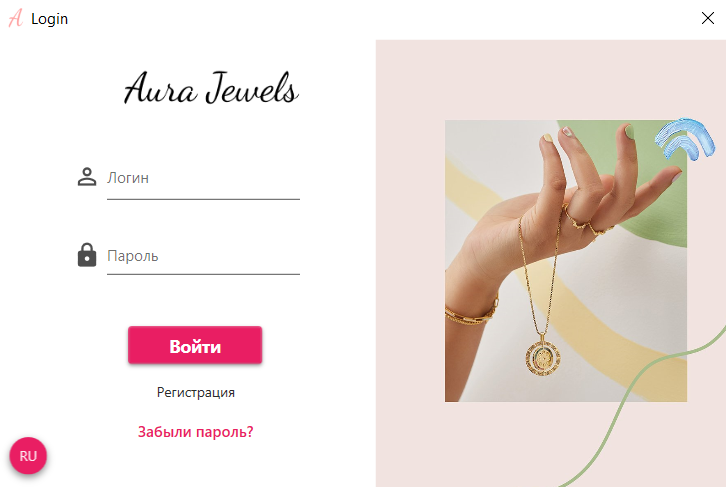 A Login
Aura Jewels
Логин
Пароль
Войти
Регистрация
Забыли пароль?
RU